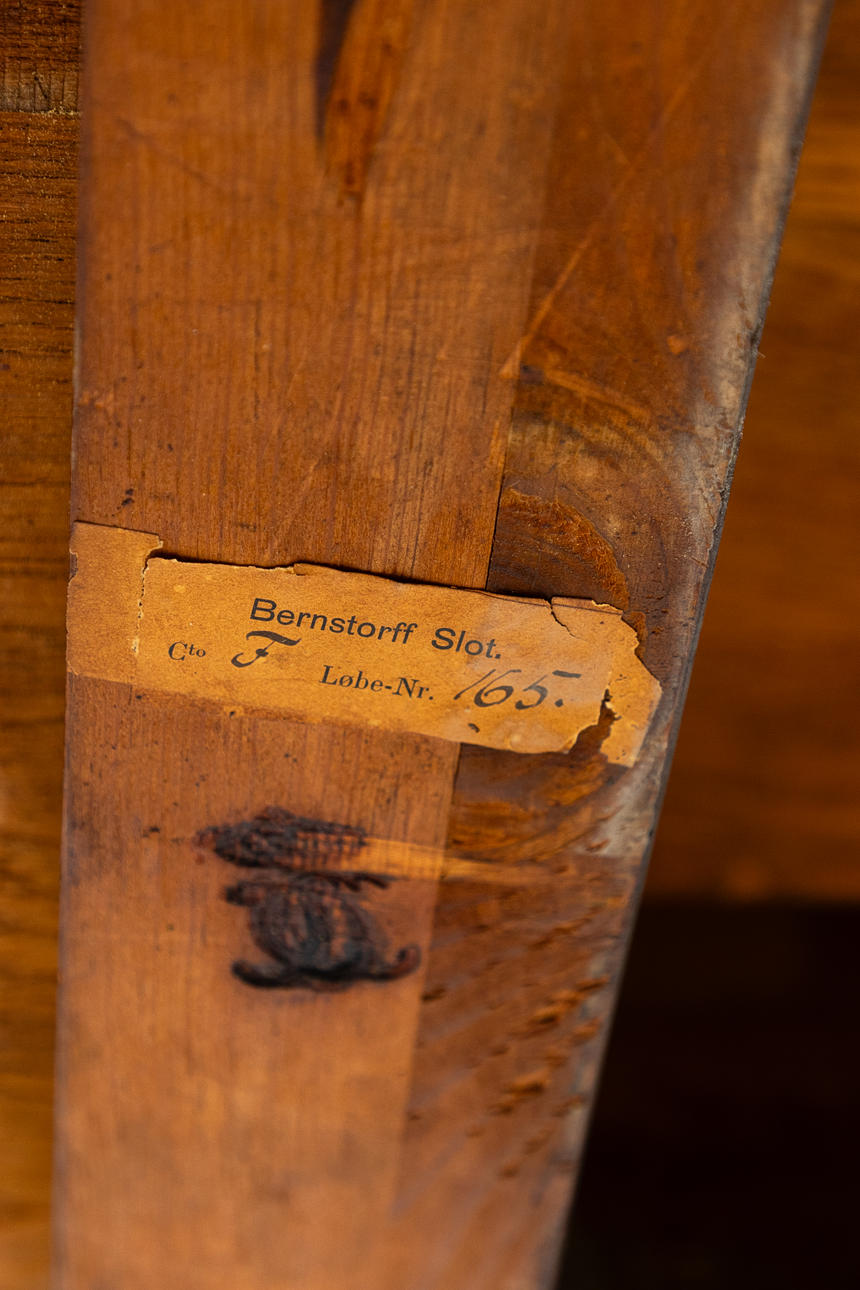 Bernstorff Slot.
Cto F Løbe-Nr. 165.